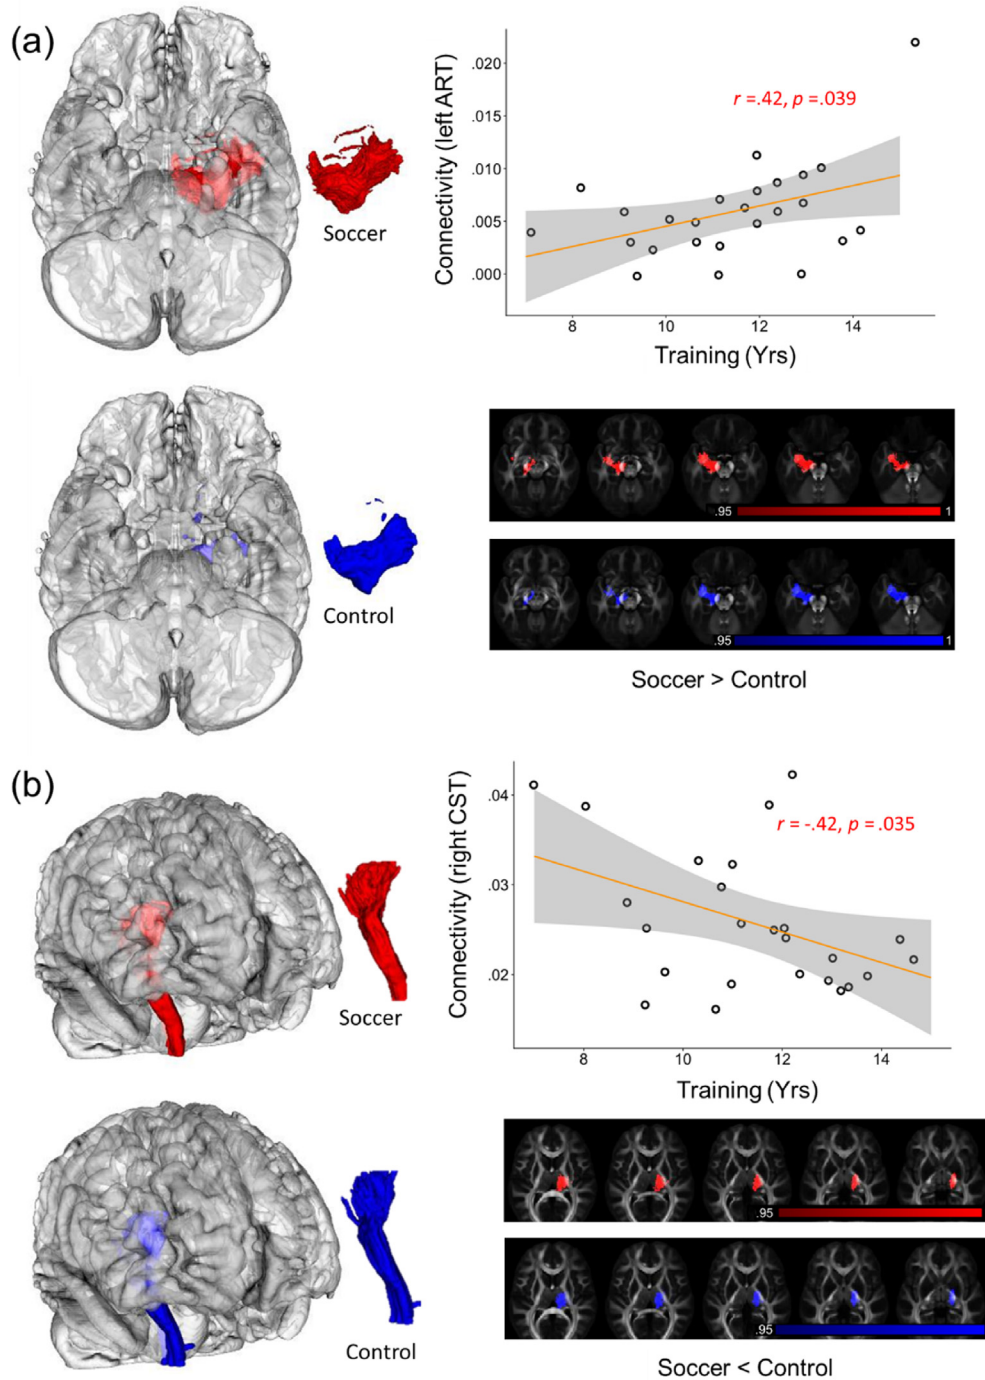 (a)
Soccer
Connectivity (left ART)
.020
.015
.010
.005
.000
r =.42, p =.039
8 10 12 14
Training (Yrs)
Control
.95 1
.95 1
Soccer > Control
(b)
Soccer
Connectivity (right CST)
.04
.03
.02
r = -.42, p =.035
8 10 12 14
Training (Yrs)
Control
.95
.95
Soccer < Control